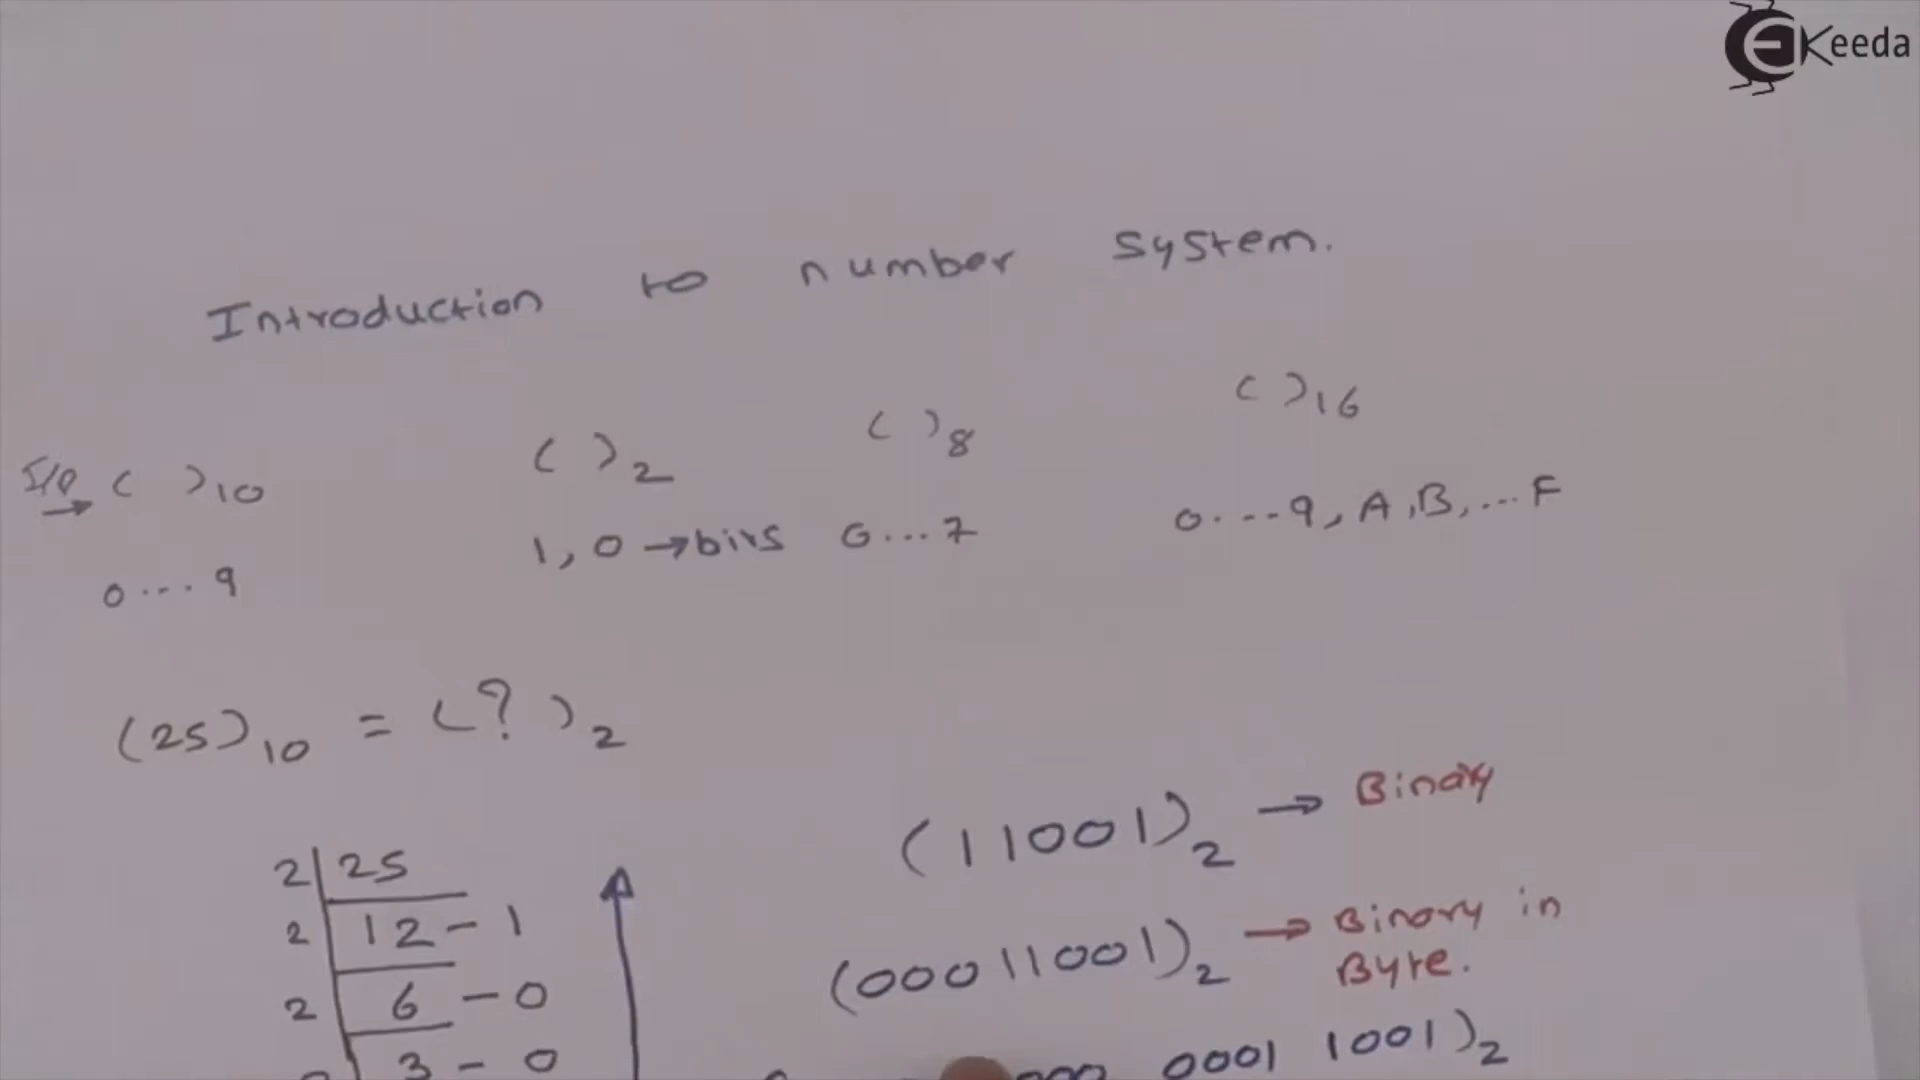 EKeeda
Introduction to number system.
I/P → ( )10 ( )2 ( )8 ( )16
0...9 1, 0 → bits 0...7 0...9, A, B, ... F
(25)10 = (?)2
(11001)2 → Binary
(00011001)2 → Binary in Byte.
0001 1001)2
2 25
2 12 - 1
2 6 - 0
3 - 0